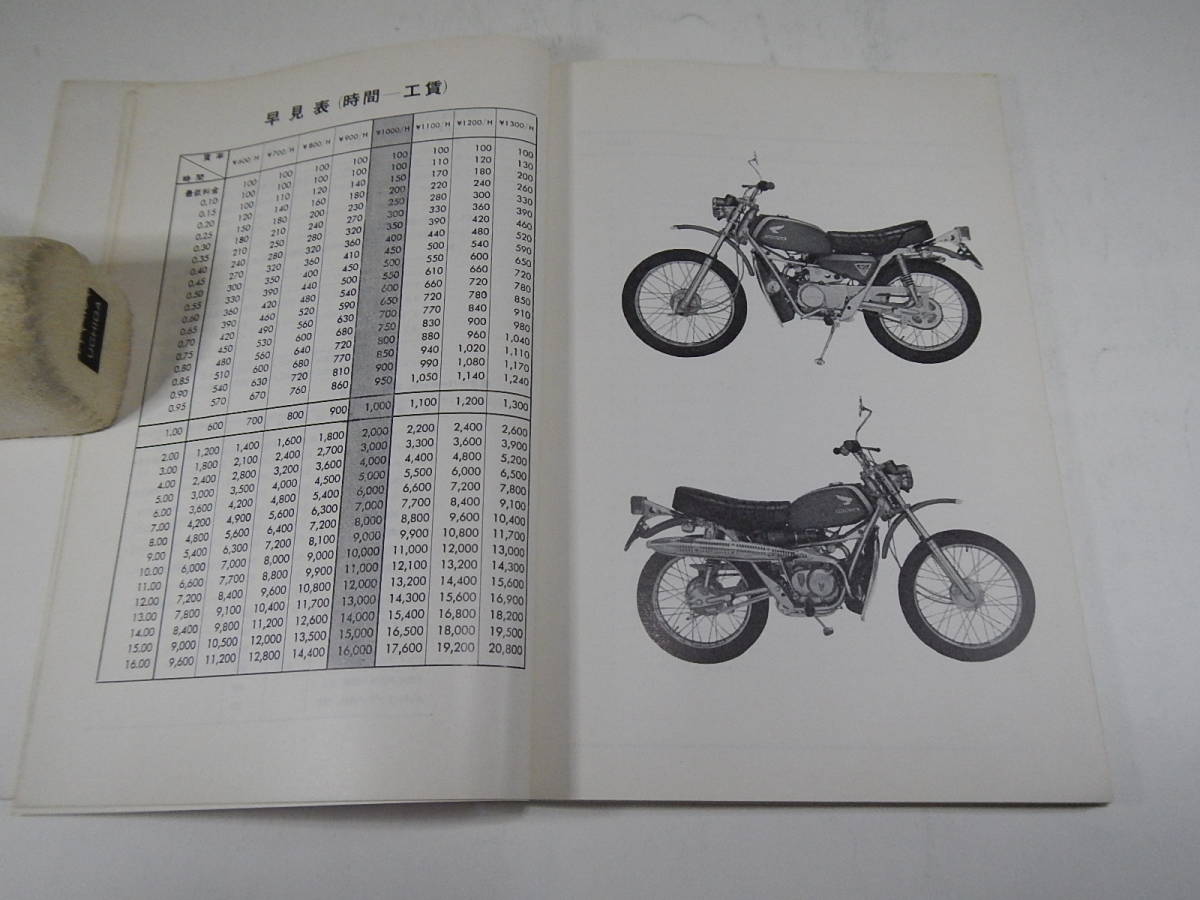 早見表(時間—工賃)
賃率 ¥600/H ¥700/H ¥800/H ¥900/H ¥1000/H ¥1100/H ¥1200/H ¥1300/H
時間
最低料金 100 100 100 100 100 100 100 100
0.10 100 100 100 100 100 110 120 130
0.15 100 110 120 140 150 170 180 200
0.20 120 140 160 180 200 220 240 260
0.25 150 180 200 230 250 280 300 330
0.30 180 210 240 270 300 330 360 390
0.35 210 250 280 320 350 390 420 460
0.40 240 280 320 360 400 440 480 520
0.45 270 320 360 410 450 500 540 590
0.50 300 350 400 450 500 550 600 650
0.55 330 390 440 500 550 610 660 720
0.60 360 420 480 540 600 660 720 780
0.65 390 460 520 590 650 720 780 850
0.70 420 490 560 630 700 770 840 910
0.75 450 530 600 680 750 830 900 980
0.80 480 560 640 720 800 880 960 1,040
0.85 510 600 680 770 850 940 1,020 1,110
0.90 540 630 720 810 900 990 1,080 1,170
0.95 570 670 760 860 950 1,050 1,140 1,240
1.00 600 700 800 900 1,000 1,100 1,200 1,300
2.00 1,200 1,400 1,600 1,800 2,000 2,200 2,400 2,600
3.00 1,800 2,100 2,400 2,700 3,000 3,300 3,600 3,900
4.00 2,400 2,800 3,200 3,600 4,000 4,400 4,800 5,200
5.00 3,000 3,500 4,000 4,500 5,000 5,500 6,000 6,500
6.00 3,600 4,200 4,800 5,400 6,000 6,600 7,200 7,800
7.00 4,200 4,900 5,600 6,300 7,000 7,700 8,400 9,100
8.00 4,800 5,600 6,400 7,200 8,000 8,800 9,600 10,400
9.00 5,400 6,300 7,200 8,100 9,000 9,900 10,800 11,700
10.00 6,000 7,000 8,000 9,000 10,000 11,000 12,000 13,000
11.00 6,600 7,700 8,800 9,900 11,000 12,100 13,200 14,300
12.00 7,200 8,400 9,600 10,800 12,000 13,200 14,400 15,600
13.00 7,800 9,100 10,400 11,700 13,000 14,300 15,600 16,900
14.00 8,400 9,800 11,200 12,600 14,000 15,400 16,800 18,200
15.00 9,000 10,500 12,000 13,500 15,000 16,500 18,000 19,500
16.00 9,600 11,200 12,800 14,400 16,000 17,600 19,200 20,800
UCHIDA
HONDA